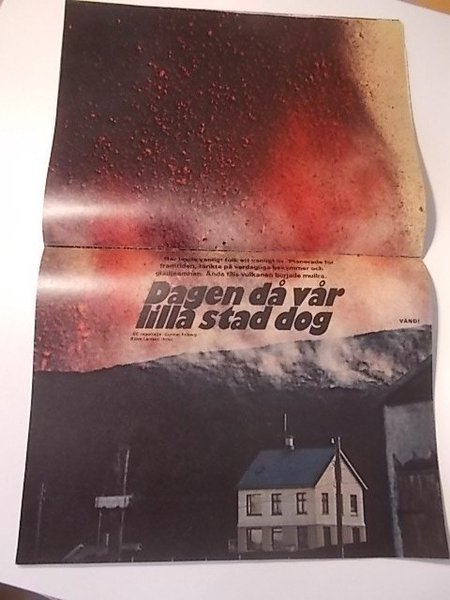 Här levde vanligt folk ett vanligt liv. Planerade för
framtiden, tänkte på vardagliga bekymmer och
glädjeämnen. Ända tills vulkanen började mullra.
Dagen då vår
lilla stad dog
VÄND!